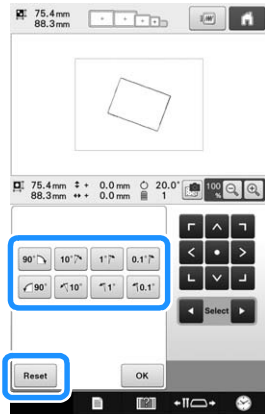 75.4mm
88.3mm
75.4mm ↕ + 0.0mm 20.0°
88.3mm ↔ + 0.0mm 1
100
%
90° 10° 1° 0.1°
90° 10° 1° 0.1°
Select
Reset OK